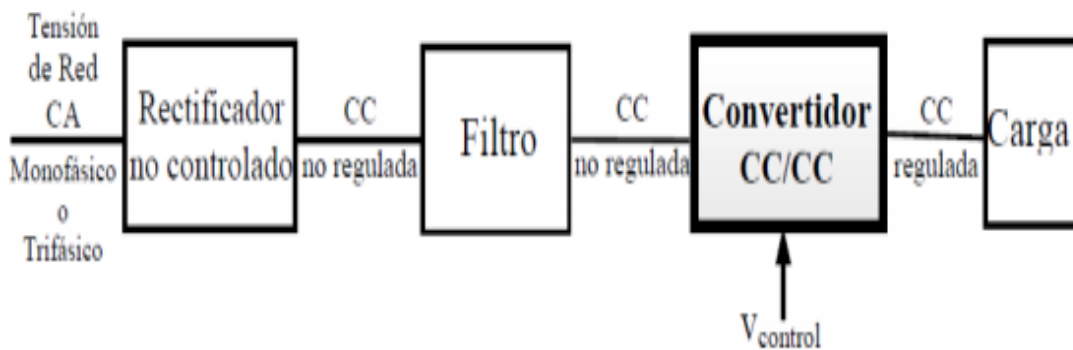 Tensión
de Red
CA
Monofásico
o
Trifásico
Rectificador
no controlado
CC
no regulada
Filtro
CC
no regulada
Convertidor
CC/CC
Vcontrol
CC
regulada
Carga